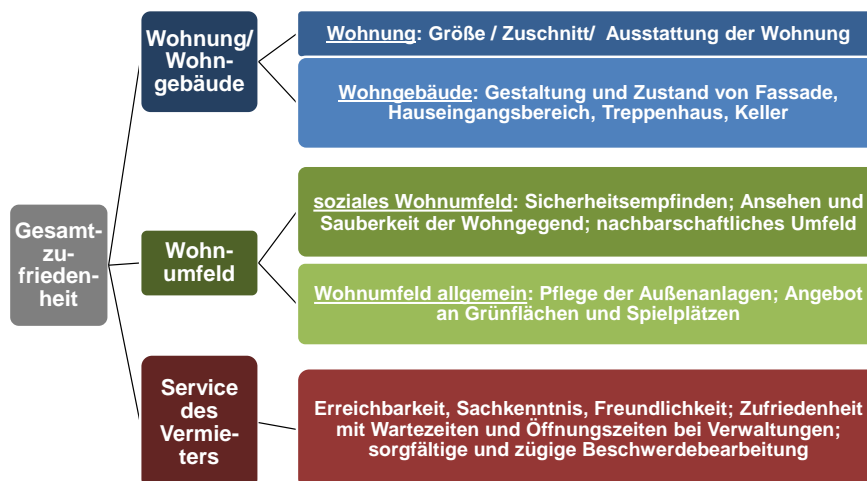 Gesamt-
zu-
frieden-
heit
Wohnung/
Wohn-
gebäude
Wohnung: Größe / Zuschnitt/ Ausstattung der Wohnung
Wohngebäude: Gestaltung und Zustand von Fassade,
Hauseingangsbereich, Treppenhaus, Keller
Wohn-
umfeld
soziales Wohnumfeld: Sicherheitsempfinden; Ansehen und
Sauberkeit der Wohngegend; nachbarschaftliches Umfeld
Wohnumfeld allgemein: Pflege der Außenanlagen; Angebot
an Grünflächen und Spielplätzen
Service
des
Vermie-
ters
Erreichbarkeit, Sachkenntnis, Freundlichkeit; Zufriedenheit
mit Wartezeiten und Öffnungszeiten bei Verwaltungen;
sorgfältige und zügige Beschwerdebearbeitung